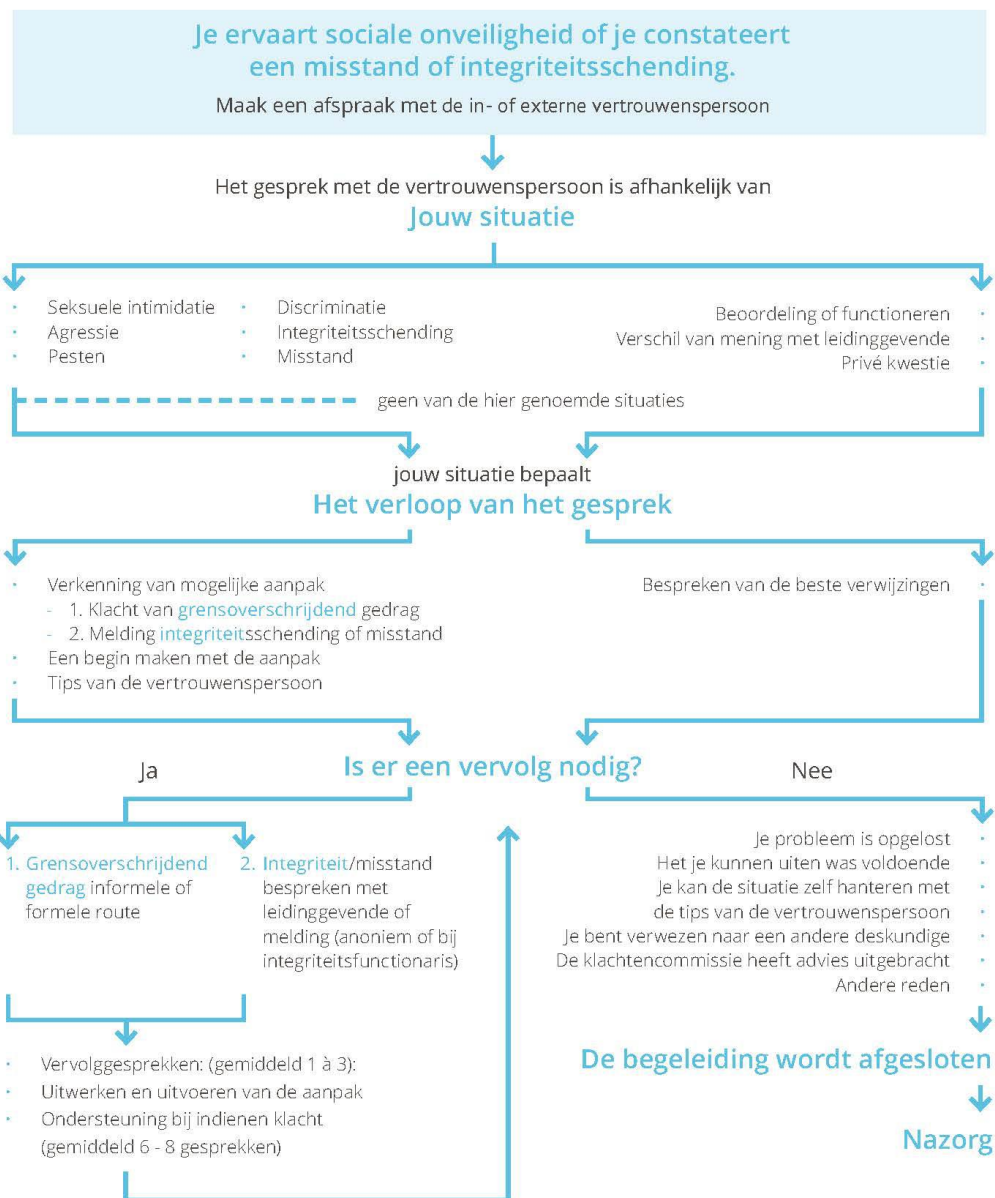 Je ervaart sociale onveiligheid of je constateert
een misstand of integriteitsschending.
Maak een afspraak met de in- of externe vertrouwenspersoon
Het gesprek met de vertrouwenspersoon is afhankelijk van
Jouw situatie
• Seksuele intimidatie
• Agressie
• Pesten
• Discriminatie
• Integriteitsschending
• Misstand
Beoordeling of functioneren •
Verschil van mening met leidinggevende •
Privé kwestie •
geen van de hier genoemde situaties
jouw situatie bepaalt
Het verloop van het gesprek
• Verkenning van mogelijke aanpak
- 1. Klacht van grensoverschrijdend gedrag
- 2. Melding integriteitsschending of misstand
• Een begin maken met de aanpak
• Tips van de vertrouwenspersoon
Bespreken van de beste verwijzingen •
Is er een vervolg nodig?
Ja
Nee
1. Grensoverschrijdend
gedrag informele of
formele route
2. Integriteit/misstand
bespreken met
leidinggevende of
melding (anoniem of bij
integriteitsfunctionaris)
Je probleem is opgelost •
Het je kunnen uiten was voldoende •
Je kan de situatie zelf hanteren met •
de tips van de vertrouwenspersoon •
Je bent verwezen naar een andere deskundige •
De klachtencommissie heeft advies uitgebracht •
Andere reden •
• Vervolggesprekken: (gemiddeld 1 à 3):
• Uitwerken en uitvoeren van de aanpak
• Ondersteuning bij indienen klacht
(gemiddeld 6 - 8 gesprekken)
De begeleiding wordt afgesloten
Nazorg